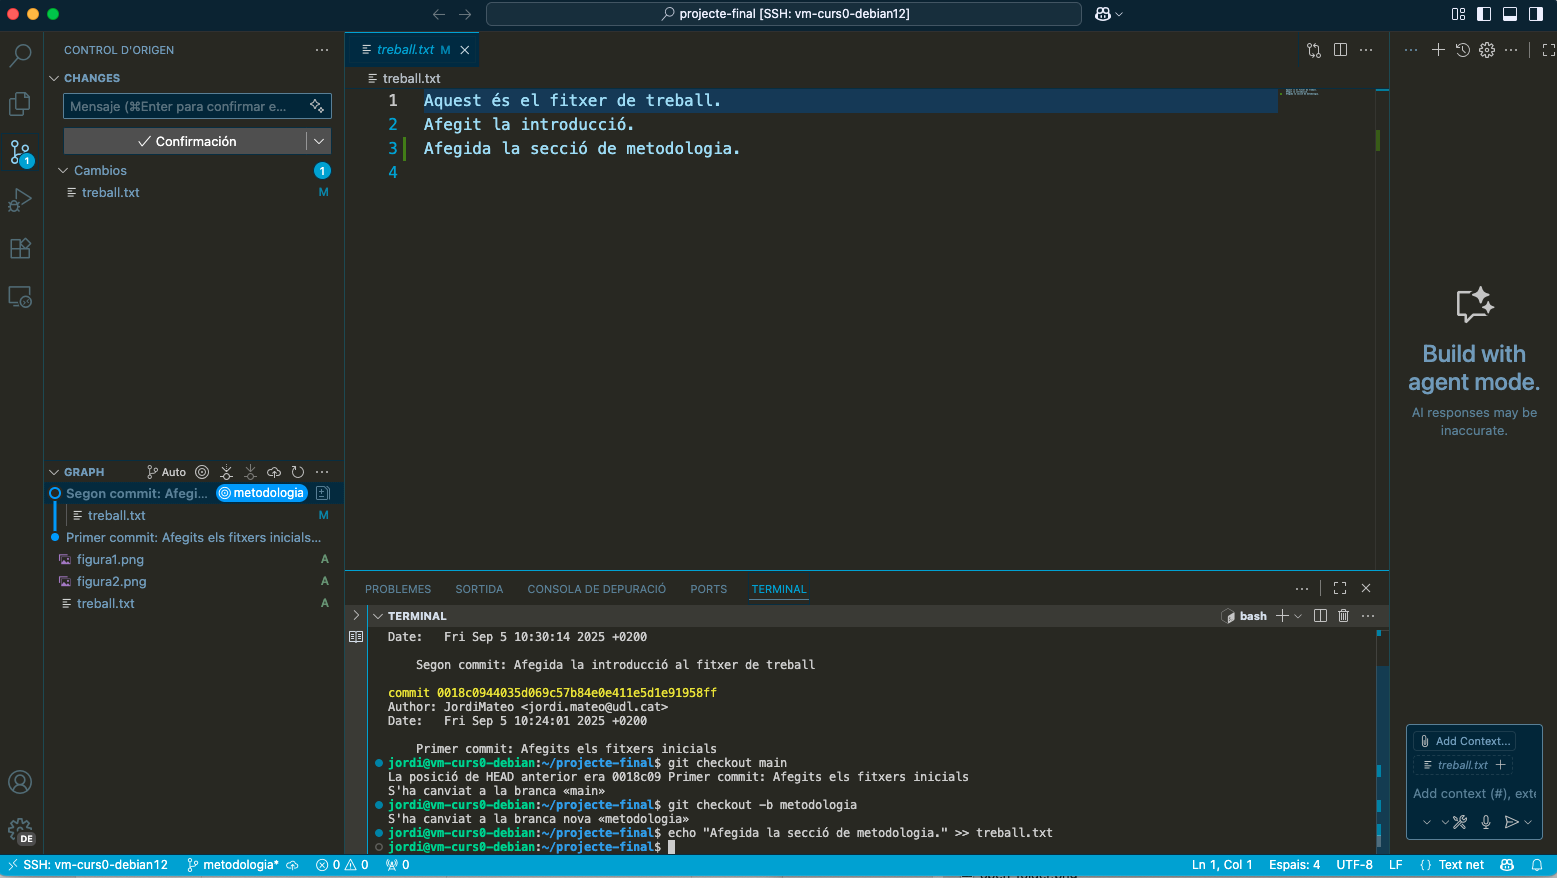 projecte-final [SSH: vm-curs0-debian12]
CONTROL D'ORIGEN
CHANGES
Mensaje (⌘Enter para confirmar e...
Confirmación
Cambios
1
treball.txt
M
1
GRAPH
Auto
Segon commit: Afegi...
metodologia
treball.txt
M
Primer commit: Afegits els fitxers inicials...
figura1.png
A
figura2.png
A
treball.txt
A
DE
treball.txt M
treball.txt
1 Aquest és el fitxer de treball.
2 Afegit la introducció.
3 Afegida la secció de metodologia.
4
PROBLEMES
SORTIDA
CONSOLA DE DEPURACIÓ
PORTS
TERMINAL
TERMINAL
bash
Date:   Fri Sep 5 10:30:14 2025 +0200
Segon commit: Afegida la introducció al fitxer de treball
commit 0018c0944035d069c57b84e0e411e5d1e91958ff
Author: JordiMateo <jordi.mateo@udl.cat>
Date:   Fri Sep 5 10:24:01 2025 +0200
Primer commit: Afegits els fitxers inicials
jordi@vm-curs0-debian:~/projecte-final$ git checkout main
La posició de HEAD anterior era 0018c09 Primer commit: Afegits els fitxers inicials
S'ha canviat a la branca «main»
jordi@vm-curs0-debian:~/projecte-final$ git checkout -b metodologia
S'ha canviat a la branca nova «metodologia»
jordi@vm-curs0-debian:~/projecte-final$ echo "Afegida la secció de metodologia." >> treball.txt
jordi@vm-curs0-debian:~/projecte-final$
Build with
agent mode.
AI responses may be
inaccurate.
Add Context...
treball.txt
Add context (#), exte
SSH: vm-curs0-debian12
metodologia*
0
0
0
Ln 1, Col 1
Espais: 4
UTF-8
LF
Text net